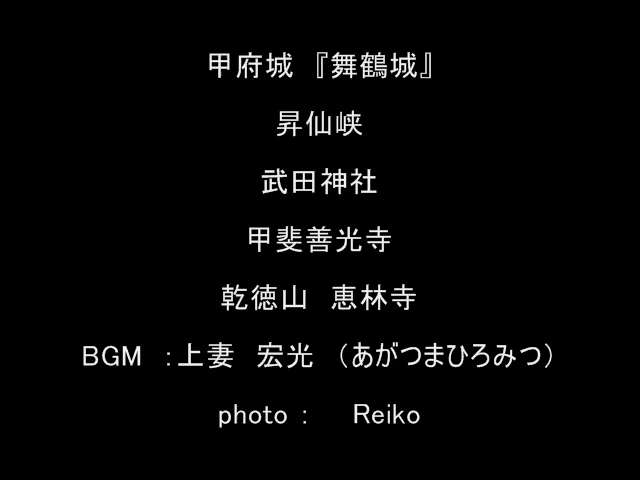 甲府城 『舞鶴城』
昇仙峡
武田神社
甲斐善光寺
乾徳山 恵林寺
BGM :上妻 宏光 (あがつまひろみつ)
photo : Reiko